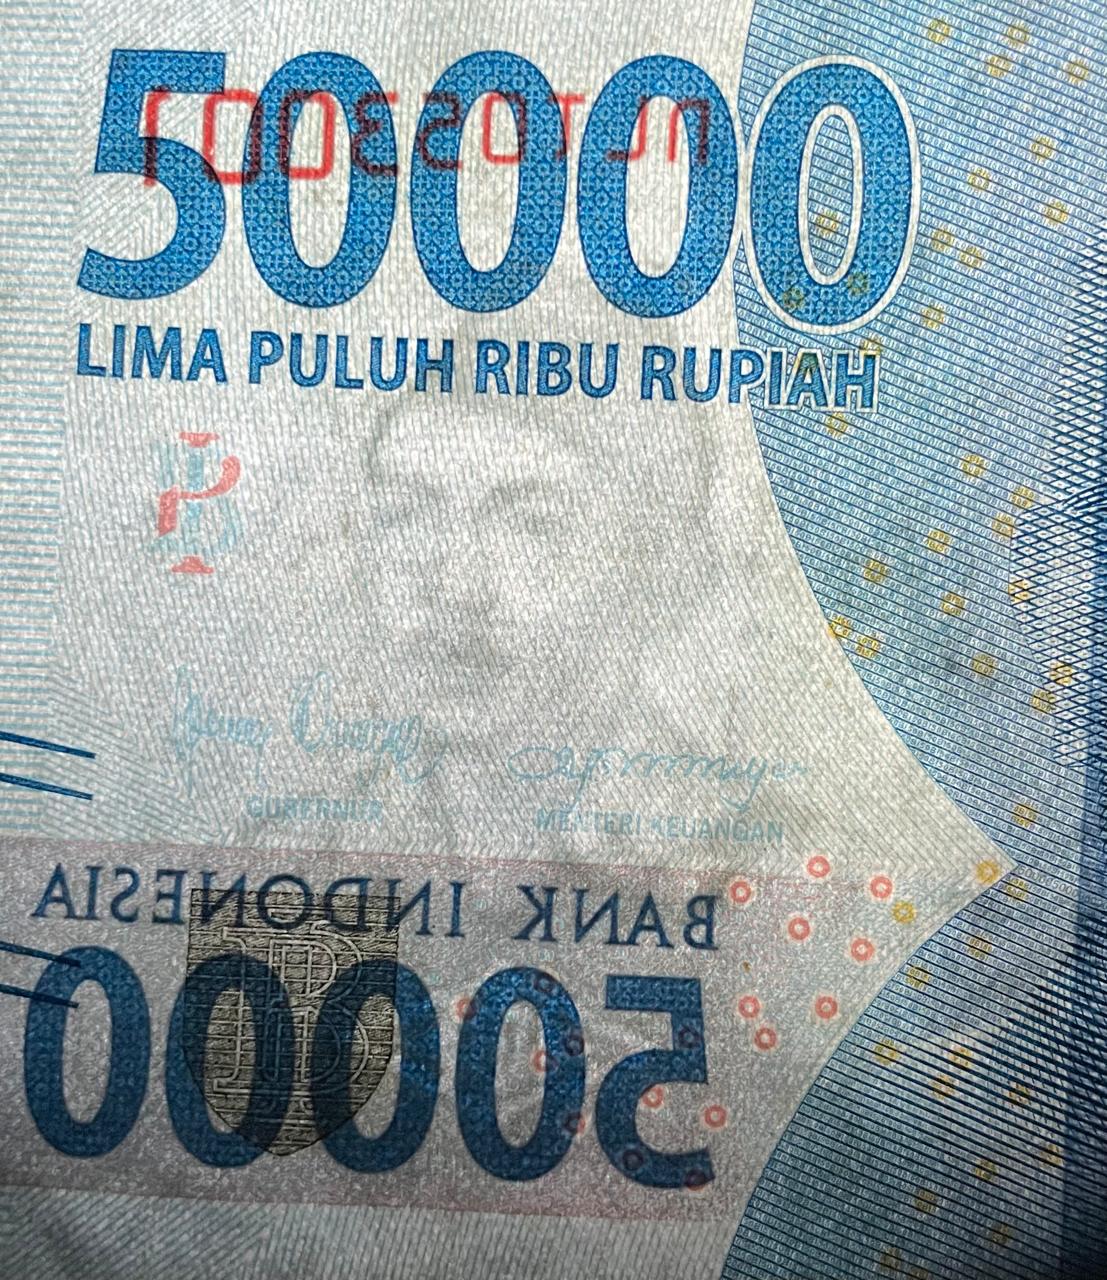 50000
LIMA PULUH RIBU RUPIAH
GUBERNUR
MENTERI KEUANGAN
BANK INDONESIA
50000